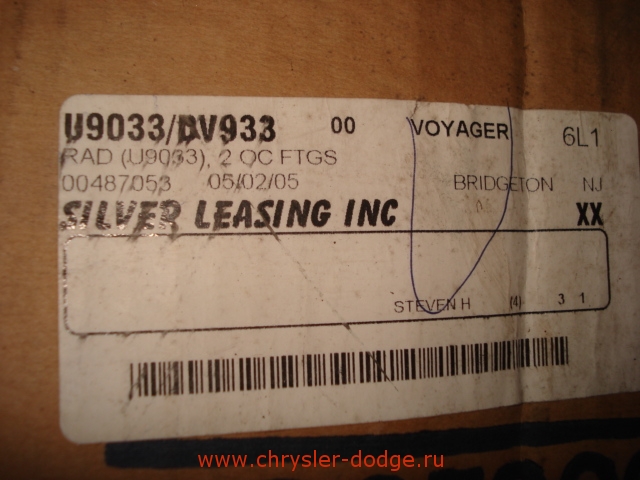 U9033/DV933 00 VOYAGER 6L1
RAD (U9033), 2 OC FTGS
00487053 05/02/05 BRIDGETON NJ
SILVER LEASING INC XX
STEVEN H (4) 3 1
www.chrysler-dodge.ru